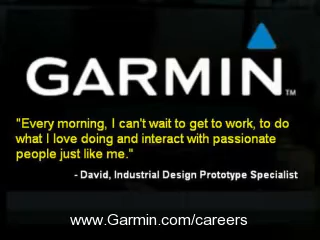 GARMIN™
"Every morning, I can't wait to get to work, to do
what I love doing and interact with passionate
people just like me."
- David, Industrial Design Prototype Specialist
www.Garmin.com/careers